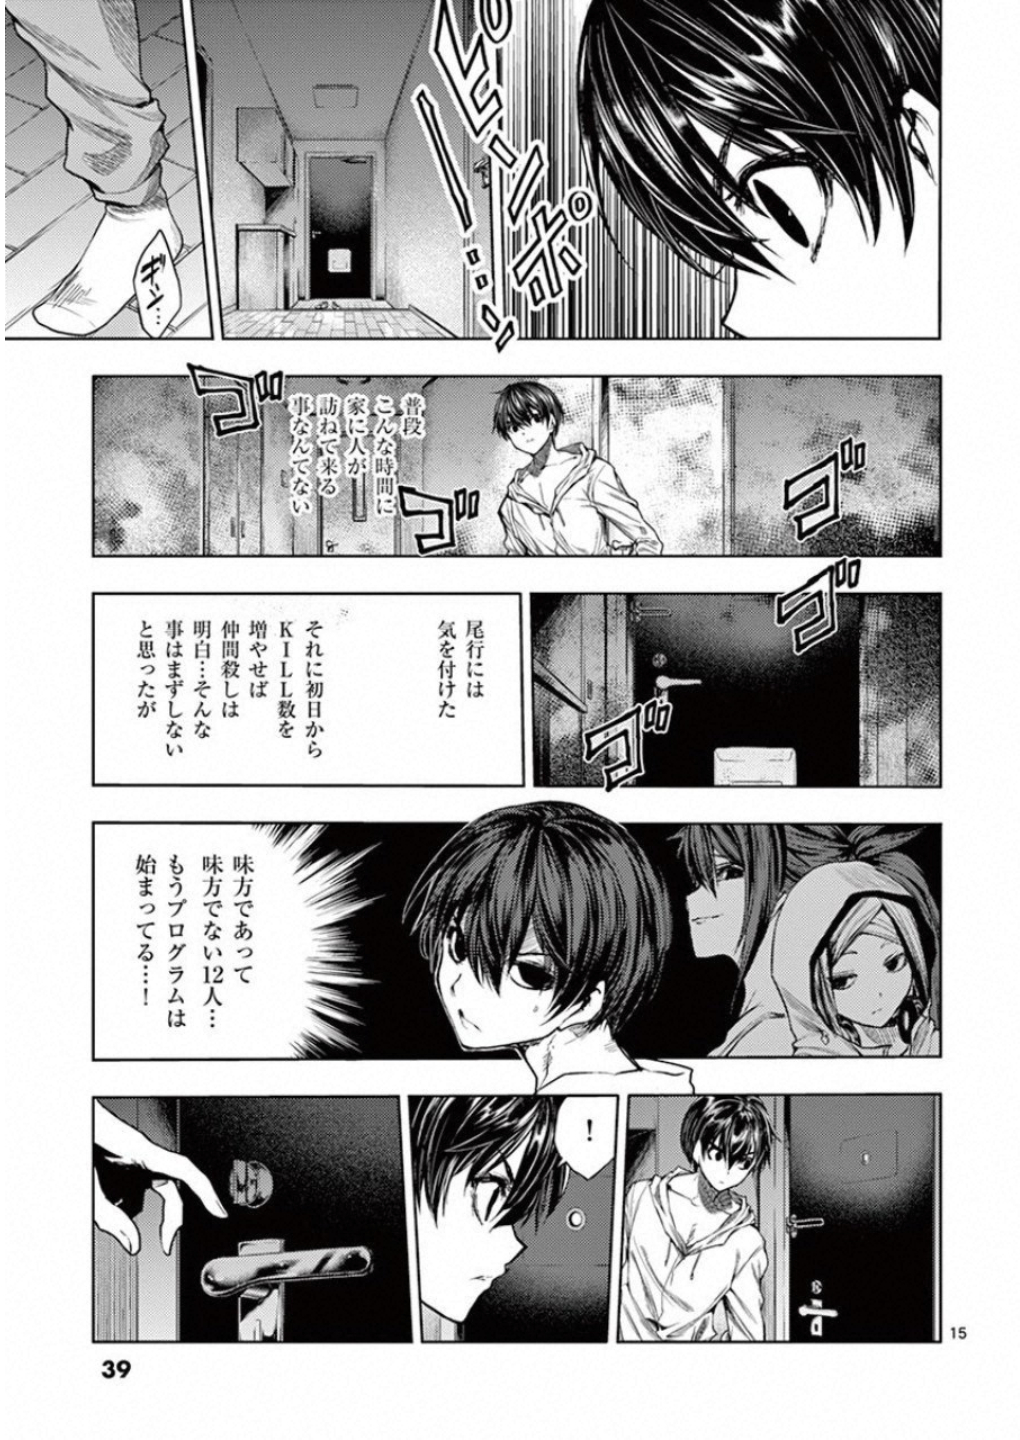 ピンポーン
ギシ…
普段
こんな時間に
家に人が
訪ねて来る
事なんてない
ゴ
ゴ
ゴ
ゴ
尾行には
気を付けた
それに初日から
KILL数を
増やせば
仲間殺しは
明白…そんな
事はまずしない
と思ったが
味方であって
味方でない12人…
もうプログラムは
始まってる…!
!
15
39